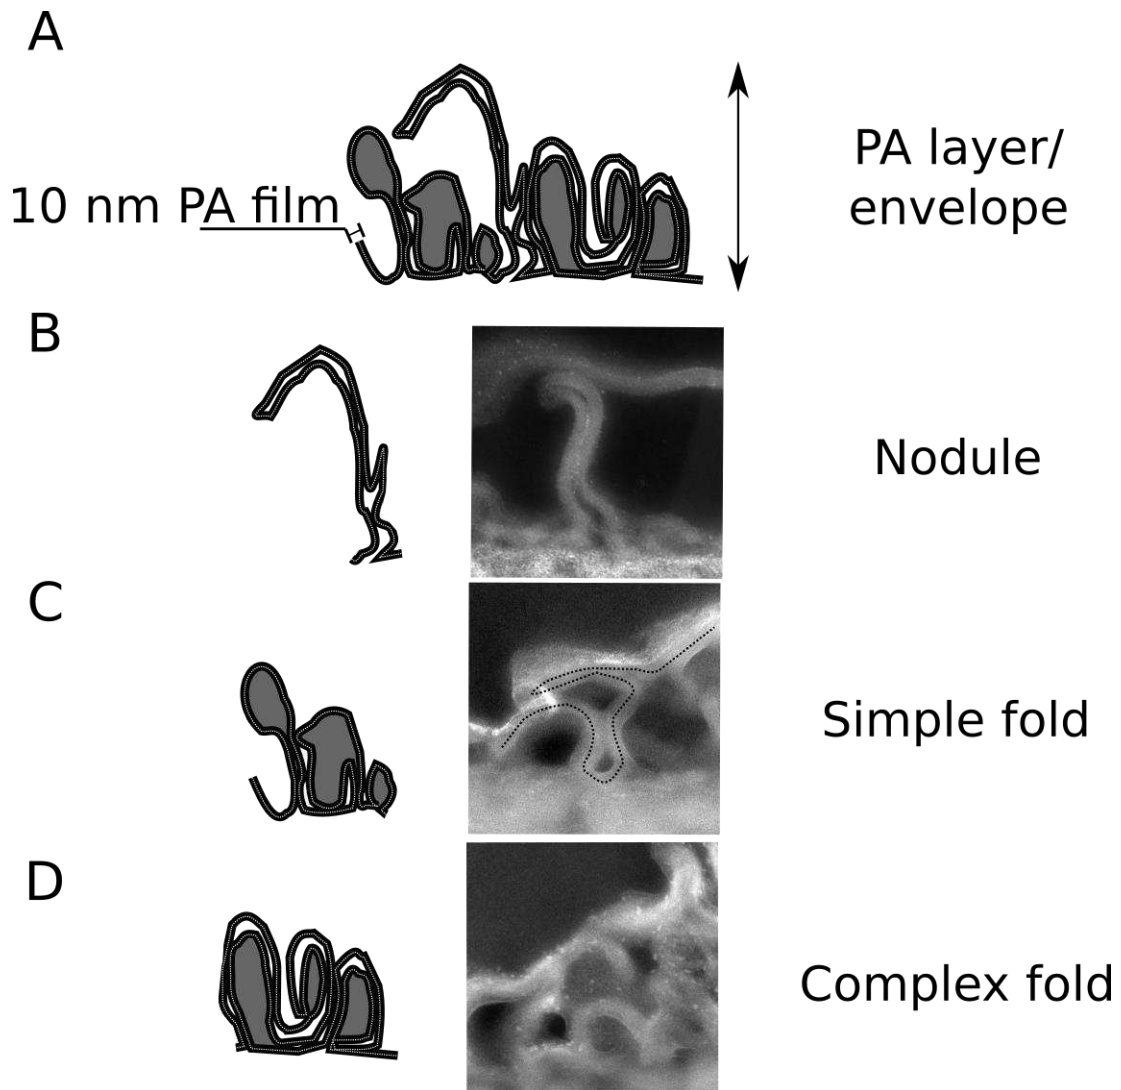 A
PA layer/
envelope
10 nm PA film
B
Nodule
C
Simple fold
D
Complex fold